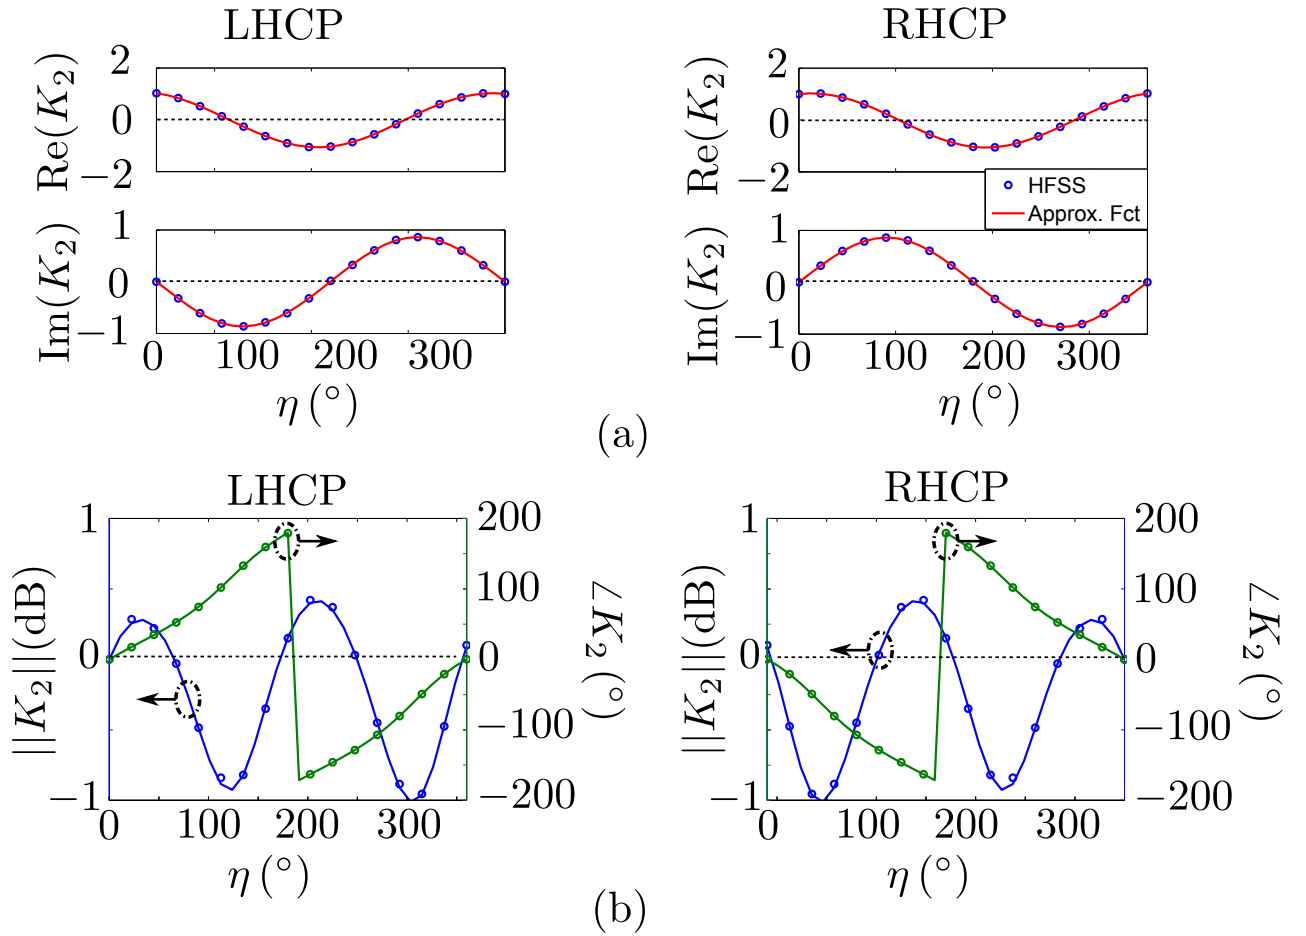 LHCP
RHCP
2
0
−2
Re(K₂)
2
0
−2
Re(K₂)
HFSS
Approx. Fct
1
0
−1
Im(K₂)
0 100 200 300
η (°)
1
0
−1
Im(K₂)
0 100 200 300
η (°)
(a)
LHCP
RHCP
1
0
−1
||K₂||(dB)
200
100
0
−100
−200
∠K₂ (°)
0 100 200 300
η (°)
1
0
−1
||K₂||(dB)
200
100
0
−100
−200
∠K₂ (°)
0 100 200 300
η (°)
(b)